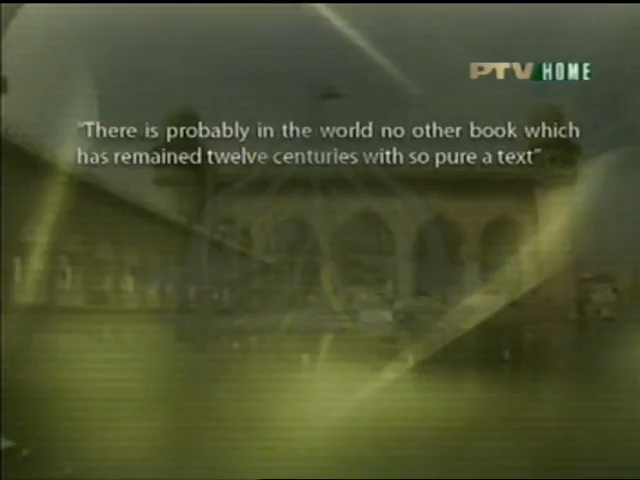 PTV HOME
"There is probably in the world no other book which
has remained twelve centuries with so pure a text"